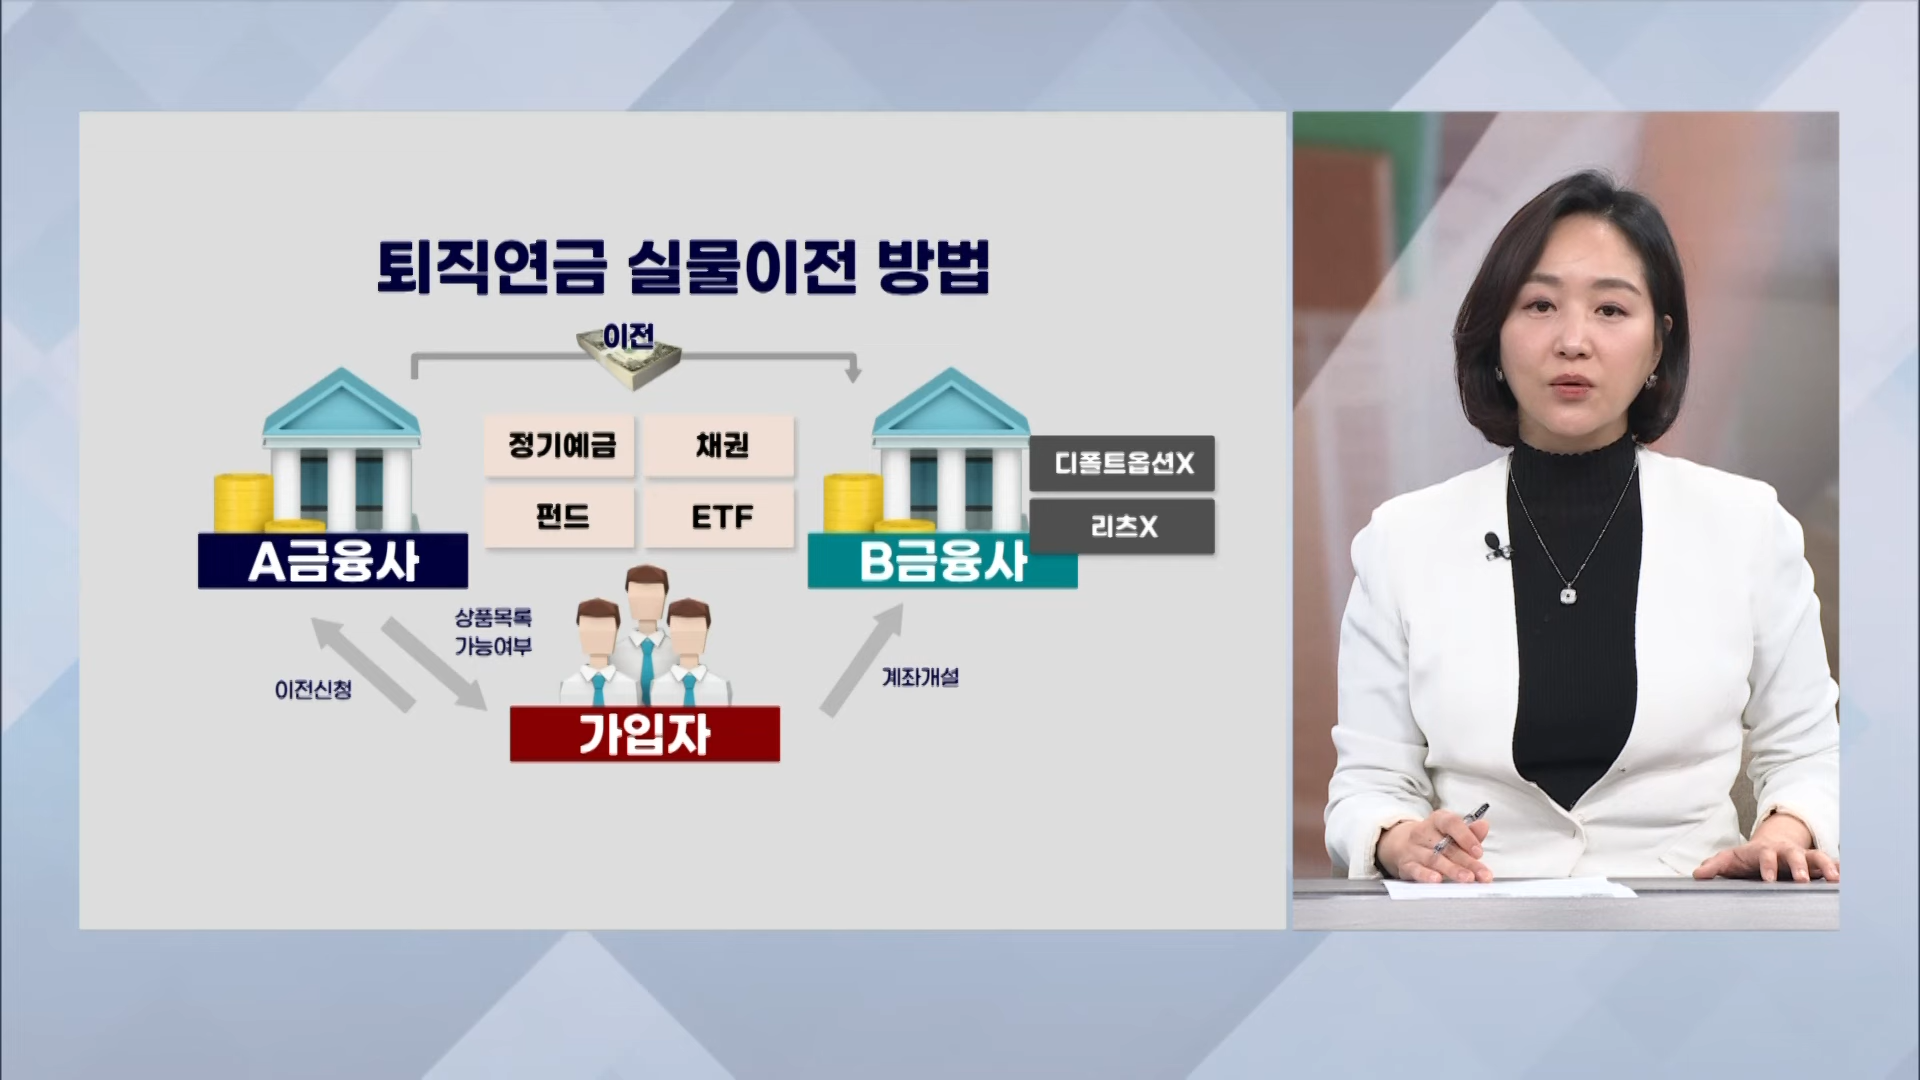 퇴직연금 실물이전 방법
이전
정기예금
채권
펀드
ETF
디폴트옵션X
리츠X
A금융사
B금융사
상품목록
가능여부
이전신청
계좌개설
가입자